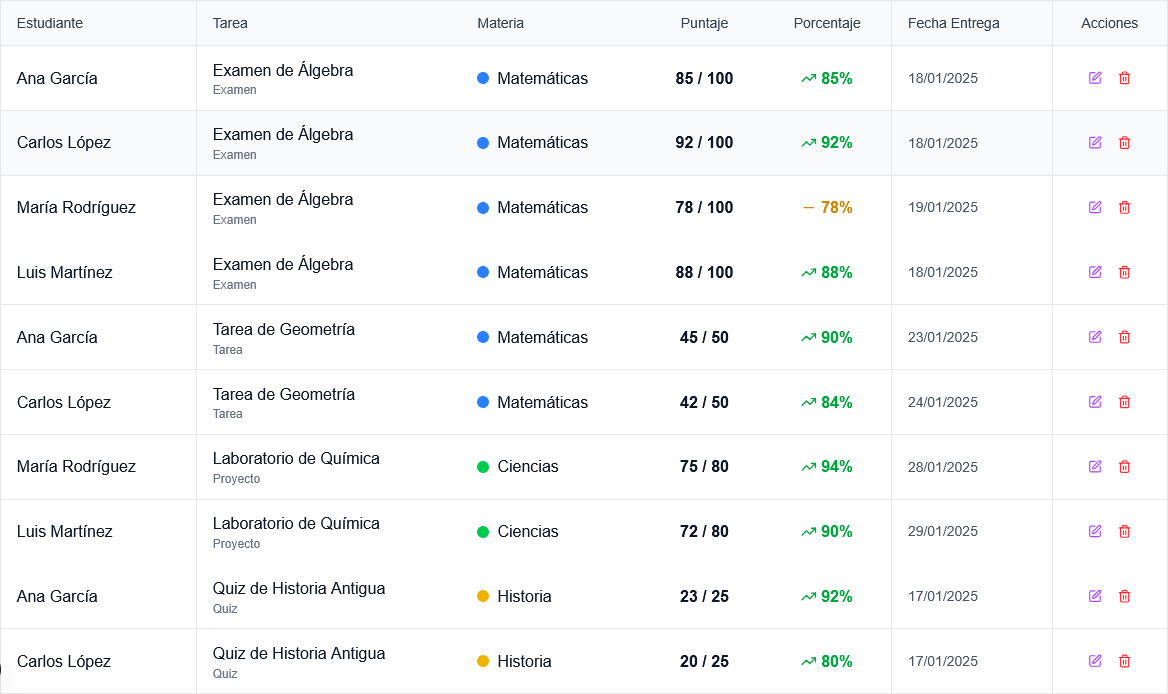 Estudiante Tarea Materia Puntaje Porcentaje Fecha Entrega Acciones
Ana García Examen de Álgebra Matemáticas 85 / 100 85% 18/01/2025
Examen
Carlos López Examen de Álgebra Matemáticas 92 / 100 92% 18/01/2025
Examen
María Rodríguez Examen de Álgebra Matemáticas 78 / 100 78% 19/01/2025
Examen
Luis Martínez Examen de Álgebra Matemáticas 88 / 100 88% 18/01/2025
Examen
Ana García Tarea de Geometría Matemáticas 45 / 50 90% 23/01/2025
Tarea
Carlos López Tarea de Geometría Matemáticas 42 / 50 84% 24/01/2025
Tarea
María Rodríguez Laboratorio de Química Ciencias 75 / 80 94% 28/01/2025
Proyecto
Luis Martínez Laboratorio de Química Ciencias 72 / 80 90% 29/01/2025
Proyecto
Ana García Quiz de Historia Antigua Historia 23 / 25 92% 17/01/2025
Quiz
Carlos López Quiz de Historia Antigua Historia 20 / 25 80% 17/01/2025
Quiz